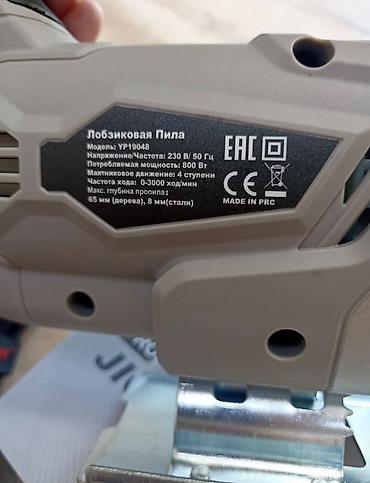 Лобзиковая Пила
Модель: YP19048
Напряжение/Частота: 230 В/ 50 Гц
Потребляемая мощность: 800 Вт
Маятниковое движение: 4 ступени
Частота хода: 0-3000 ход/мин
Макс. глубина пропила:
65 мм (дерева), 8 мм(стали)
EAC
CE
MADE IN PRC